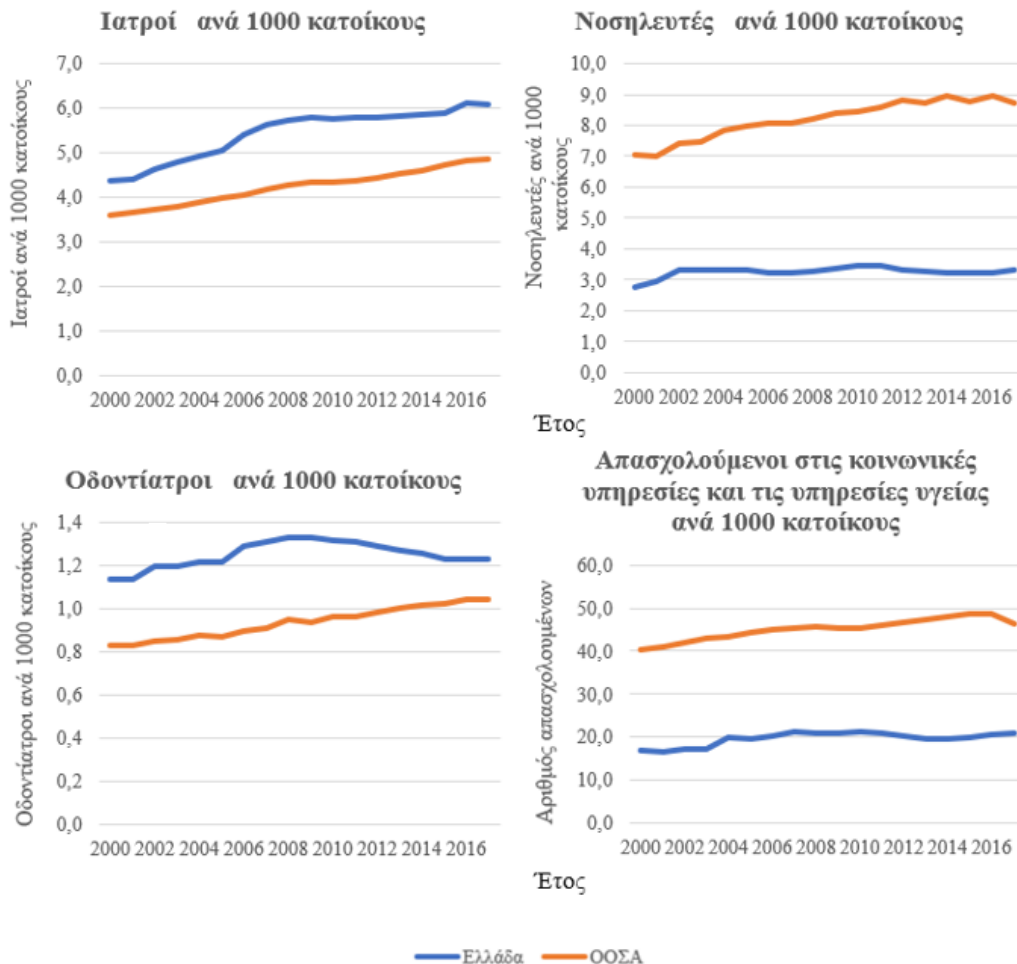 Ιατροί ανά 1000 κατοίκους
Ιατροί ανά 1000 κατοίκους
7,0
6,0
5,0
4,0
3,0
2,0
1,0
0,0
2000 2002 2004 2006 2008 2010 2012 2014 2016
Νοσηλευτές ανά 1000 κατοίκους
Νοσηλευτές ανά 1000
κατοίκους
10,0
9,0
8,0
7,0
6,0
5,0
4,0
3,0
2,0
1,0
0,0
2000 2002 2004 2006 2008 2010 2012 2014 2016
Έτος
Οδοντίατροι ανά 1000 κατοίκους
Οδοντίατροι ανά 1000 κατοίκους
1,4
1,2
1,0
0,8
0,6
0,4
0,2
0,0
2000 2002 2004 2006 2008 2010 2012 2014 2016
Απασχολούμενοι στις κοινωνικές
υπηρεσίες και τις υπηρεσίες υγείας
ανά 1000 κατοίκους
Αριθμός απασχολουμένων
60,0
50,0
40,0
30,0
20,0
10,0
0,0
2000 2002 2004 2006 2008 2010 2012 2014 2016
Έτος
Ελλάδα ΟΟΣΑ